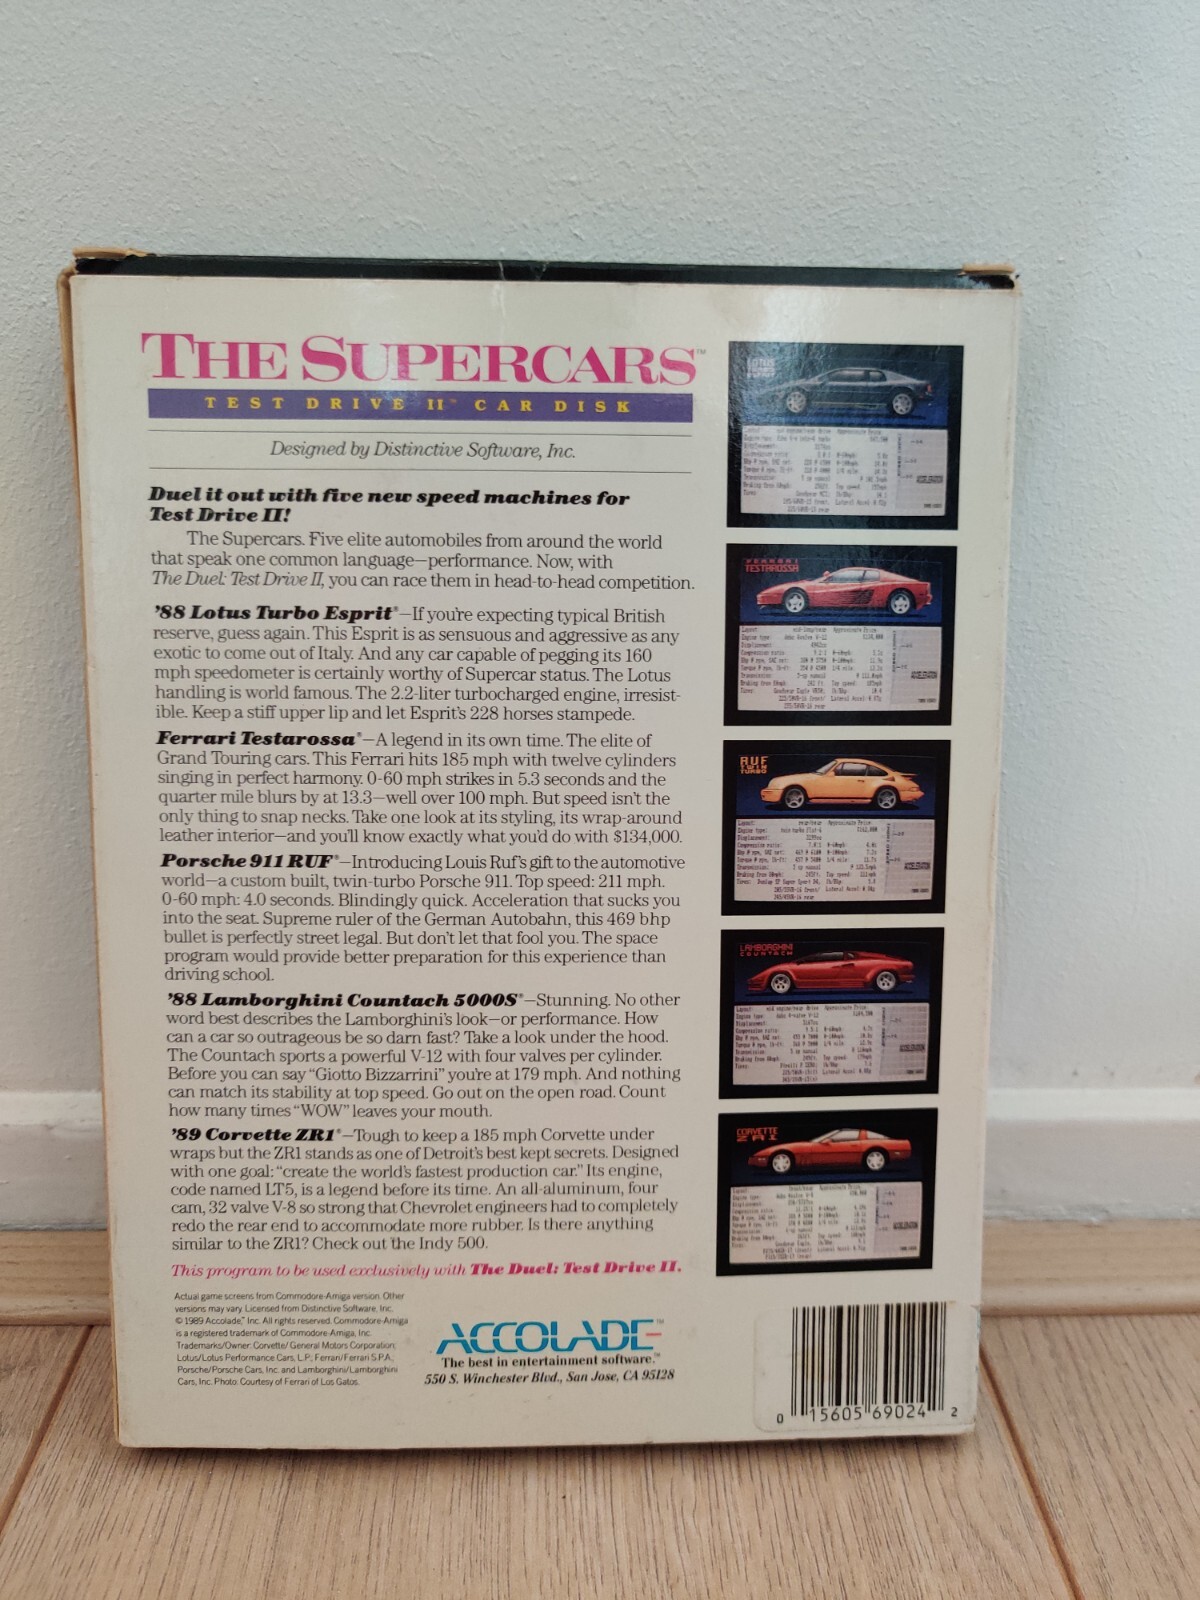 THE SUPERCARS™
TEST DRIVE II™ CAR DISK
Designed by Distinctive Software, Inc.
Duel it out with five new speed machines for
Test Drive II!
The Supercars. Five elite automobiles from around the world
that speak one common language—performance. Now, with
The Duel: Test Drive II, you can race them in head-to-head competition.
'88 Lotus Turbo Esprit®—If you're expecting typical British
reserve, guess again. This Esprit is as sensuous and aggressive as any
exotic to come out of Italy. And any car capable of pegging its 160
mph speedometer is certainly worthy of Supercar status. The Lotus
handling is world famous. The 2.2-liter turbocharged engine, irresist-
ible. Keep a stiff upper lip and let Esprit's 228 horses stampede.
Ferrari Testarossa®—A legend in its own time. The elite of
Grand Touring cars. This Ferrari hits 185 mph with twelve cylinders
singing in perfect harmony. 0-60 mph strikes in 5.3 seconds and the
quarter mile blurs by at 13.3—well over 100 mph. But speed isn't the
only thing to snap necks. Take one look at its styling, its wrap-around
leather interior—and you'll know exactly what you'd do with $134,000.
Porsche 911 RUF®—Introducing Louis Ruf's gift to the automotive
world—a custom built, twin-turbo Porsche 911. Top speed: 211 mph.
0-60 mph: 4.0 seconds. Blindingly quick. Acceleration that sucks you
into the seat. Supreme ruler of the German Autobahn, this 469 bhp
bullet is perfectly street legal. But don't let that fool you. The space
program would provide better preparation for this experience than
driving school.
'88 Lamborghini Countach 5000S®—Stunning. No other
word best describes the Lamborghini's look—or performance. How
can a car so outrageous be so darn fast? Take a look under the hood.
The Countach sports a powerful V-12 with four valves per cylinder.
Before you can say "Giotto Bizzarrini" you're at 179 mph. And nothing
can match its stability at top speed. Go out on the open road. Count
how many times "WOW" leaves your mouth.
'89 Corvette ZR1®—Tough to keep a 185 mph Corvette under
wraps but the ZR1 stands as one of Detroit's best kept secrets. Designed
with one goal: "create the world's fastest production car." Its engine,
code named LT5, is a legend before its time. An all-aluminum, four
cam, 32 valve V-8 so strong that Chevrolet engineers had to completely
redo the rear end to accommodate more rubber. Is there anything
similar to the ZR1? Check out the Indy 500.
This program to be used exclusively with The Duel: Test Drive II.
Actual game screens from Commodore-Amiga version. Other
versions may vary. Licensed from Distinctive Software, Inc.
© 1989 Accolade,™ Inc. All rights reserved. Commodore-Amiga
is a registered trademark of Commodore-Amiga, Inc.
Trademarks/Owner: Corvette/General Motors Corporation;
Lotus/Lotus Performance Cars, L.P.; Ferrari/Ferrari S.P.A.;
Porsche/Porsche Cars, Inc. and Lamborghini/Lamborghini
Cars, Inc. Photo: Courtesy of Ferrari of Los Gatos.
ACCOLADE™
The best in entertainment software.™
550 S. Winchester Blvd., San Jose, CA 95128
LOTUS
FERRARI
TESTAROSSA
RUF
TWIN
TURBO
LAMBORGHINI
COUNTACH
CORVETTE
ZR1
0 15605 69024 2